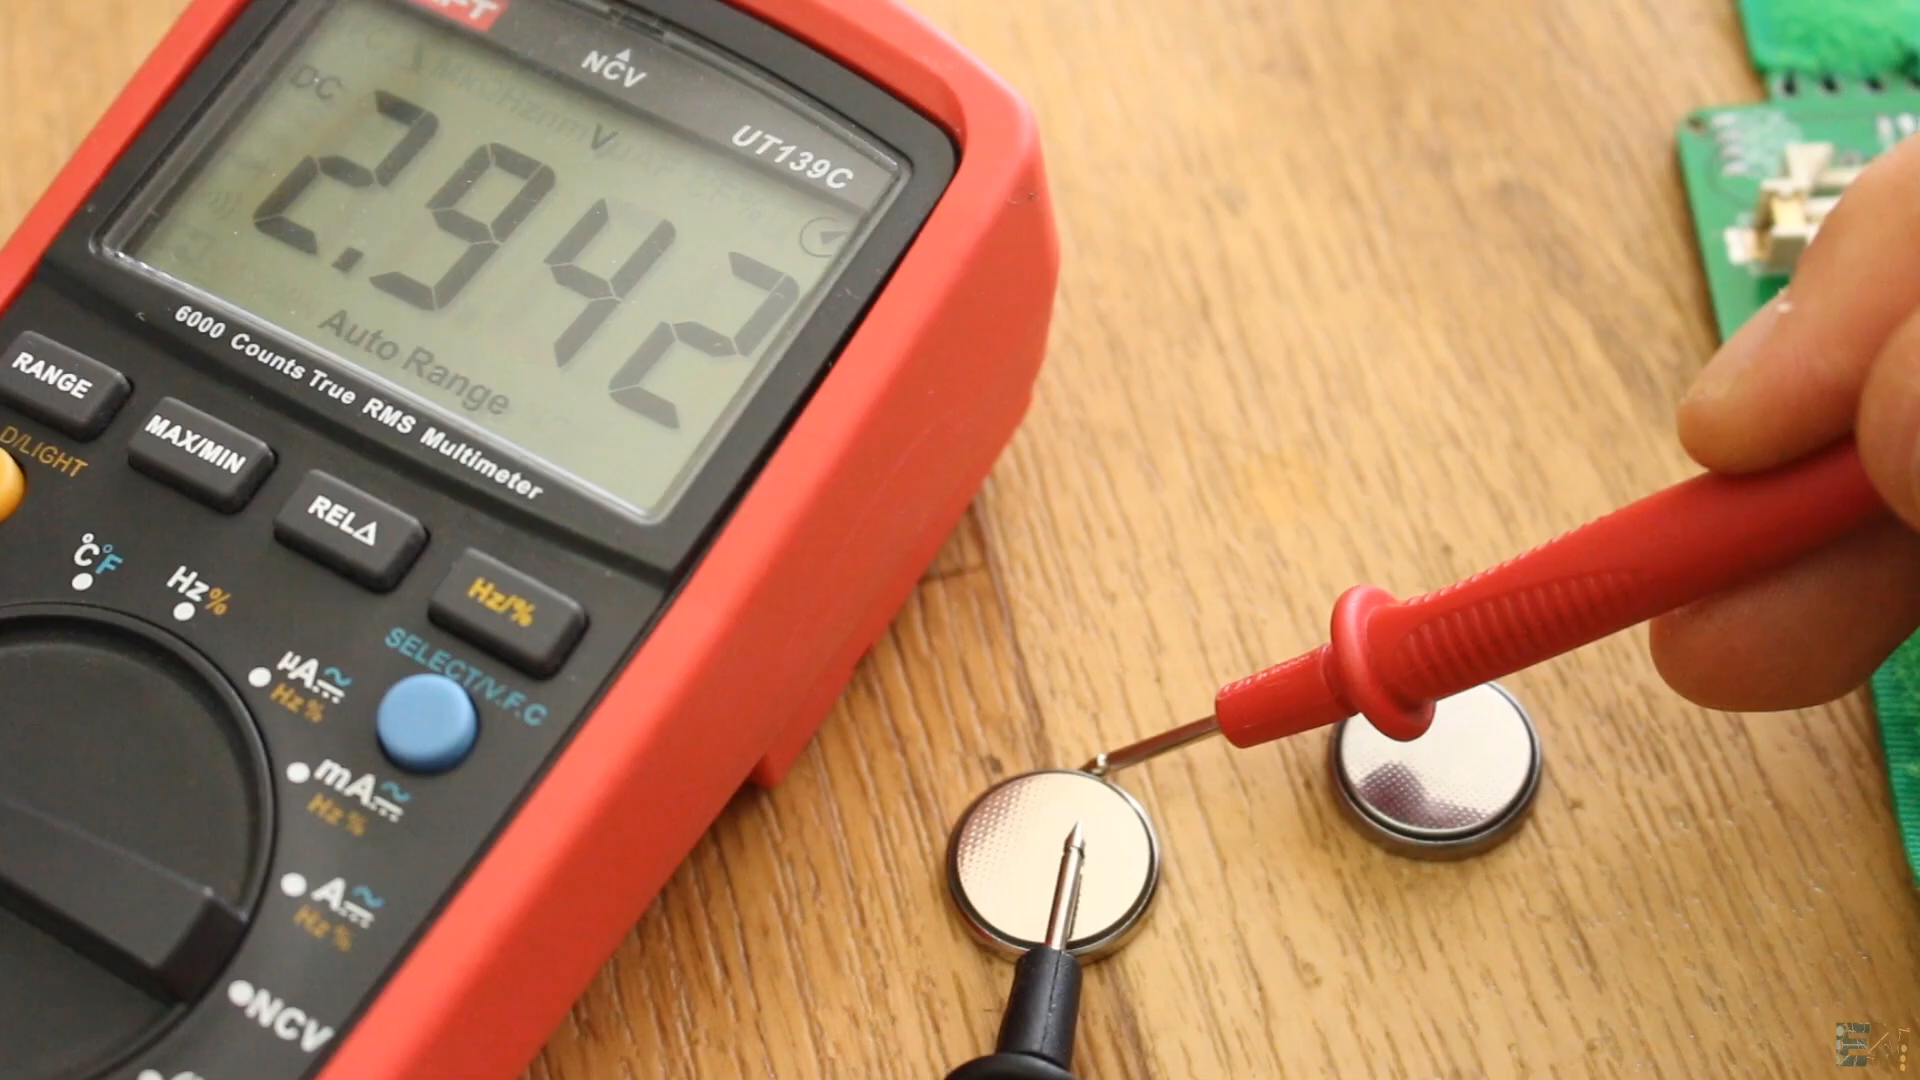 NCV
UT139C
DC
V
2.942
Auto Range
6000 Counts True RMS Multimeter
RANGE
MAX/MIN
REL△
Hz/%
D/LIGHT
SELECT/V.F.C
°C°F
Hz%
µA
Hz%
mA
Hz%
A
Hz%
NCV